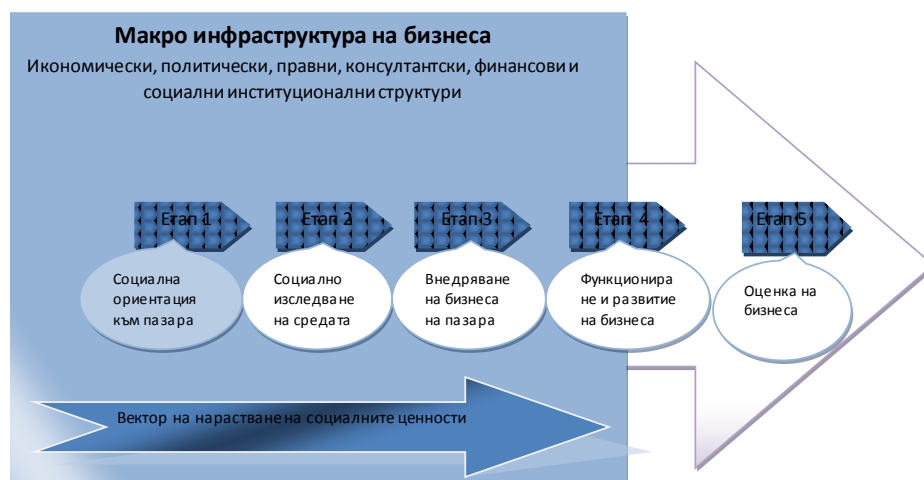 Макро инфраструктура на бизнеса
Икономически, политически, правни, консултантски, финансови и
социални институционални структури
Етап 1
Етап 2
Етап 3
Етап 4
Етап 5
Социална
ориентация
към пазара
Социално
изследване
на средата
Внедряване
на бизнеса
на пазара
Функционира
не и развитие
на бизнеса
Оценка на
бизнеса
Вектор на нарастване на социалните ценности